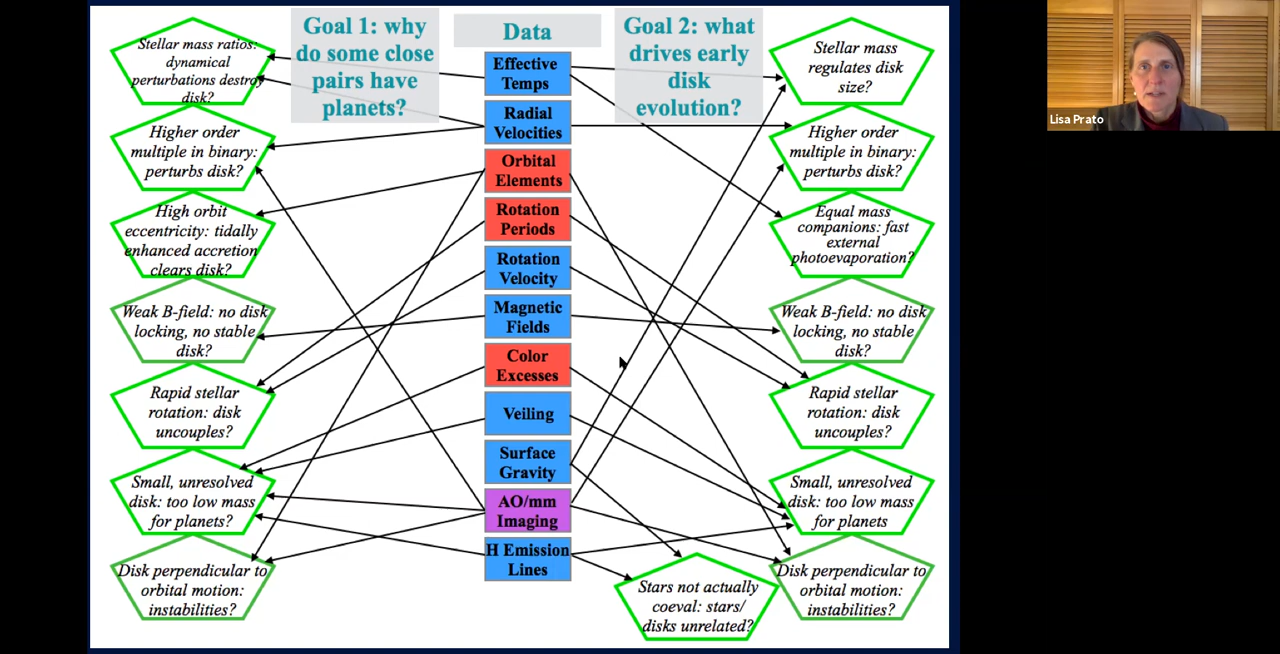 Goal 1: why
do some close
pairs have
planets?
Data
Goal 2: what
drives early
disk
evolution?
Stellar mass ratios:
dynamical
perturbations destroy
disk?
Higher order
multiple in binary:
perturbs disk?
High orbit
eccentricity: tidally
enhanced accretion
clears disk?
Weak B-field: no disk
locking, no stable
disk?
Rapid stellar
rotation: disk
uncouples?
Small, unresolved
disk: too low mass
for planets?
Disk perpendicular to
orbital motion:
instabilities?
Effective
Temps
Radial
Velocities
Orbital
Elements
Rotation
Periods
Rotation
Velocity
Magnetic
Fields
Color
Excesses
Veiling
Surface
Gravity
AO/mm
Imaging
H Emission
Lines
Stellar mass
regulates disk
size?
Higher order
multiple in binary:
perturbs disk?
Equal mass
companions: fast
external
photoevaporation?
Weak B-field: no disk
locking, no stable
disk?
Rapid stellar
rotation: disk
uncouples?
Small, unresolved
disk: too low mass
for planets
Disk perpendicular to
orbital motion:
instabilities?
Stars not actually
coeval: stars/
disks unrelated?
Lisa Prato